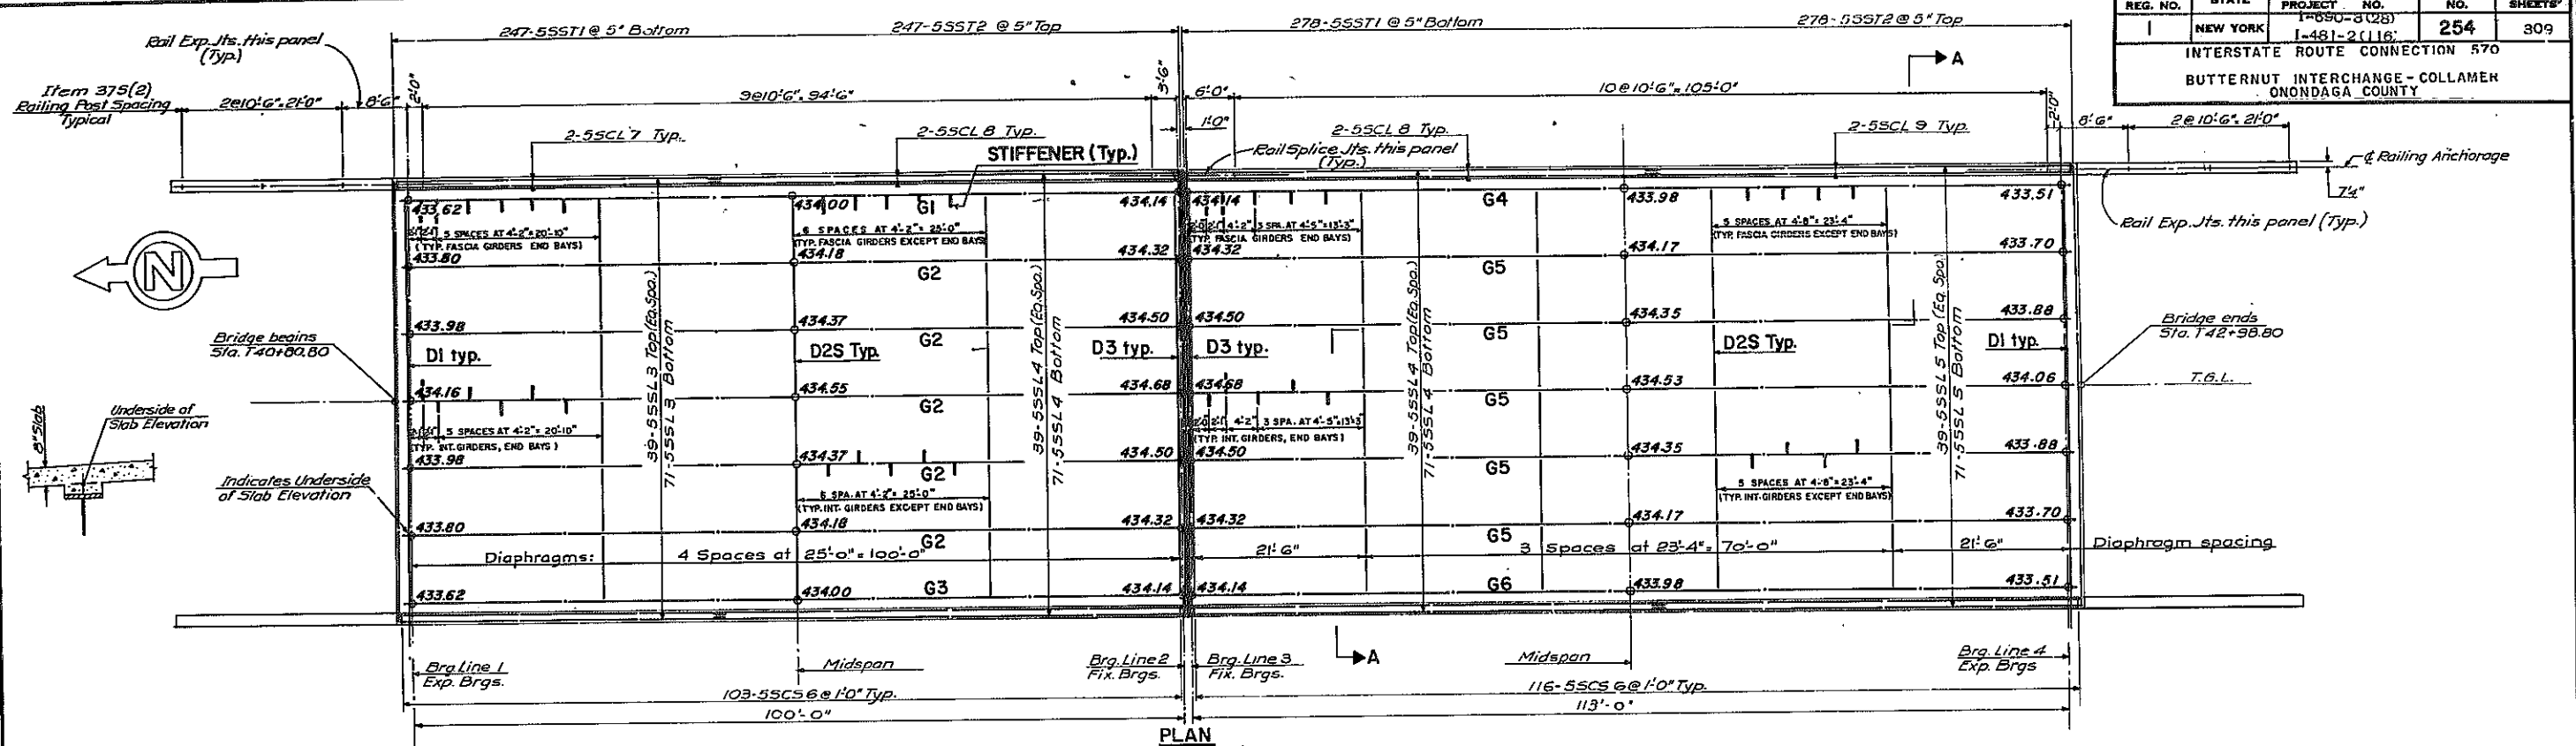 REG. NO.
STATE
PROJECT NO.
NO.
SHEETS
1
NEW YORK
I-690-3(28)
I-481-2(116)
254
309
INTERSTATE ROUTE CONNECTION 570
BUTTERNUT INTERCHANGE-COLLAMER
ONONDAGA COUNTY
247-5SST1 @ 5" Bottom
247-5SST2 @ 5" Top
278-5SST1 @ 5" Bottom
278-5SST2 @ 5" Top
Rail Exp. Jts. this panel
(Typ.)
Item 375(2)
Railing Post Spacing
Typical
2@10'-6"=21'-0"
8'-6"
2'-0"
9@10'-6"=94'-6"
3'-6"
6'-0"
1'-0"
10@10'-6"=105'-0"
2'-0"
8'-6"
2@10'-6"=21'-0"
A
2-5SCL 7 Typ.
2-5SCL 8 Typ.
2-5SCL 8 Typ.
2-5SCL 9 Typ.
STIFFENER (Typ.)
Rail Splice Jts. this panel
(Typ.)
₵ Railing Anchorage
7¼"
Rail Exp. Jts. this panel (Typ.)
433.62
434.00
G1
434.14
434.14
G4
433.98
433.51
5 SPACES AT 4'-2"=20'-10"
(TYP. FASCIA GIRDERS END BAYS)
6 SPACES AT 4'-2"=25'-0"
(TYP. FASCIA GIRDERS EXCEPT END BAYS)
4'-2"
3 SPA. AT 4'-5"=13'-3"
(TYP. FASCIA GIRDERS END BAYS)
5 SPACES AT 4'-8"=23'-4"
(TYP. FASCIA GIRDERS EXCEPT END BAYS)
433.80
434.18
G2
434.32
434.32
G5
434.17
433.70
N
433.98
434.37
G2
434.50
434.50
G5
434.35
433.88
Bridge begins
Sta. T40+80.80
D1 typ.
D2S Typ.
D3 typ.
D3 typ.
D2S Typ.
D1 typ.
Bridge ends
Sta. T42+98.80
39-5SSL3 Top (Eq. Spa.)
71-5SSL3 Bottom
39-5SSL4 Top (Eq. Spa.)
71-5SSL4 Bottom
39-5SSL4 Top (Eq. Spa.)
71-5SSL4 Bottom
39-5SSL5 Top (Eq. Spa.)
71-5SSL5 Bottom
434.16
434.55
G2
434.68
434.68
G5
434.53
434.06
T.G.L.
8" Slab
Underside of
Slab Elevation
5 SPACES AT 4'-2"=20'-10"
(TYP. INT. GIRDERS, END BAYS)
4'-2"
3 SPA. AT 4'-5"=13'-3"
(TYP. INT. GIRDERS, END BAYS)
433.98
434.37
G2
434.50
434.50
G5
434.35
433.88
Indicates Underside
of Slab Elevation
6 SPA. AT 4'-2"=25'-0"
(TYP. INT. GIRDERS EXCEPT END BAYS)
5 SPACES AT 4'-8"=23'-4"
(TYP. INT. GIRDERS EXCEPT END BAYS)
433.80
434.18
G2
434.32
434.32
G5
434.17
433.70
Diaphragms:
4 Spaces at 25'-0"=100'-0"
21'-6"
3 Spaces at 23'-4"=70'-0"
21'-6"
Diaphragm spacing
433.62
434.00
G3
434.14
434.14
G6
433.98
433.51
Brg. Line 1
Exp. Brgs.
Midspan
Brg. Line 2
Fix. Brgs.
Brg. Line 3
Fix. Brgs.
A
Midspan
Brg. Line 4
Exp. Brgs
103-5SCS6 @ 1'-0" Typ.
116-5SCS 6@ 1'-0" Typ.
100'-0"
113'-0"
PLAN